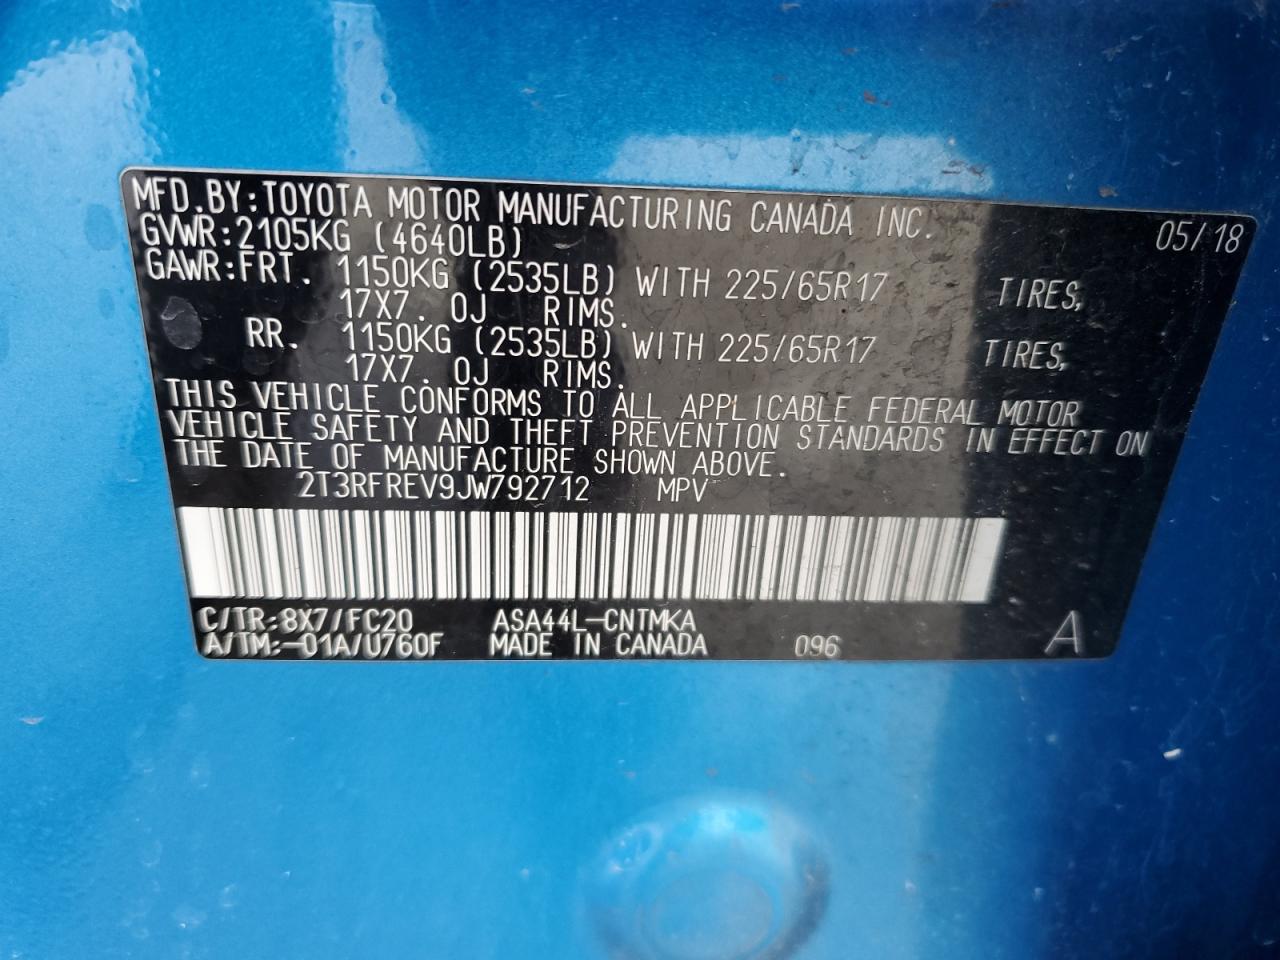 MFD.BY:TOYOTA MOTOR MANUFACTURING CANADA INC. 05/18
GVWR:2105KG (4640LB)
GAWR:FRT. 1150KG (2535LB) WITH 225/65R17 TIRES,
17X7.0J RIMS.
RR. 1150KG.(2535LB) WITH 225/65R17 TIRES,
17X7.0J RIMS.
THIS VEHICLE CONFORMS TO ALL APPLICABLE FEDERAL MOTOR
VEHICLE SAFETY AND THEFT PREVENTION STANDARDS IN EFFECT ON
THE DATE OF MANUFACTURE SHOWN ABOVE.
2T3RFREV9JW792712 MPV
C/TR:8X7/FC20 ASA44L-CNTMKA
A/TM:-01A/U760F MADE IN CANADA 096 A